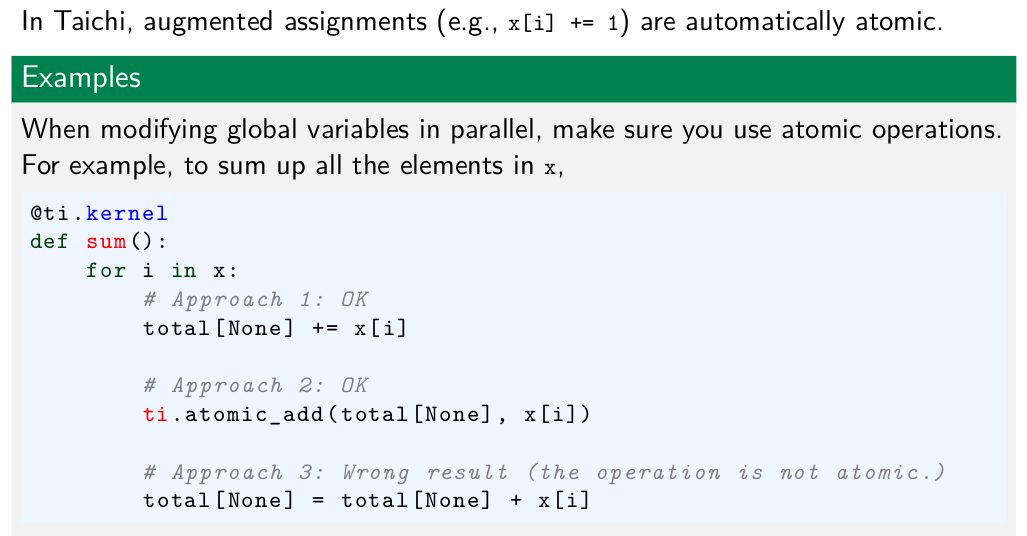 In Taichi, augmented assignments (e.g., x[i] += 1) are automatically atomic.
Examples
When modifying global variables in parallel, make sure you use atomic operations.
For example, to sum up all the elements in x,
@ti.kernel
def sum():
    for i in x:
        # Approach 1: OK
        total[None] += x[i]
        # Approach 2: OK
        ti.atomic_add(total[None], x[i])
        # Approach 3: Wrong result (the operation is not atomic.)
        total[None] = total[None] + x[i]